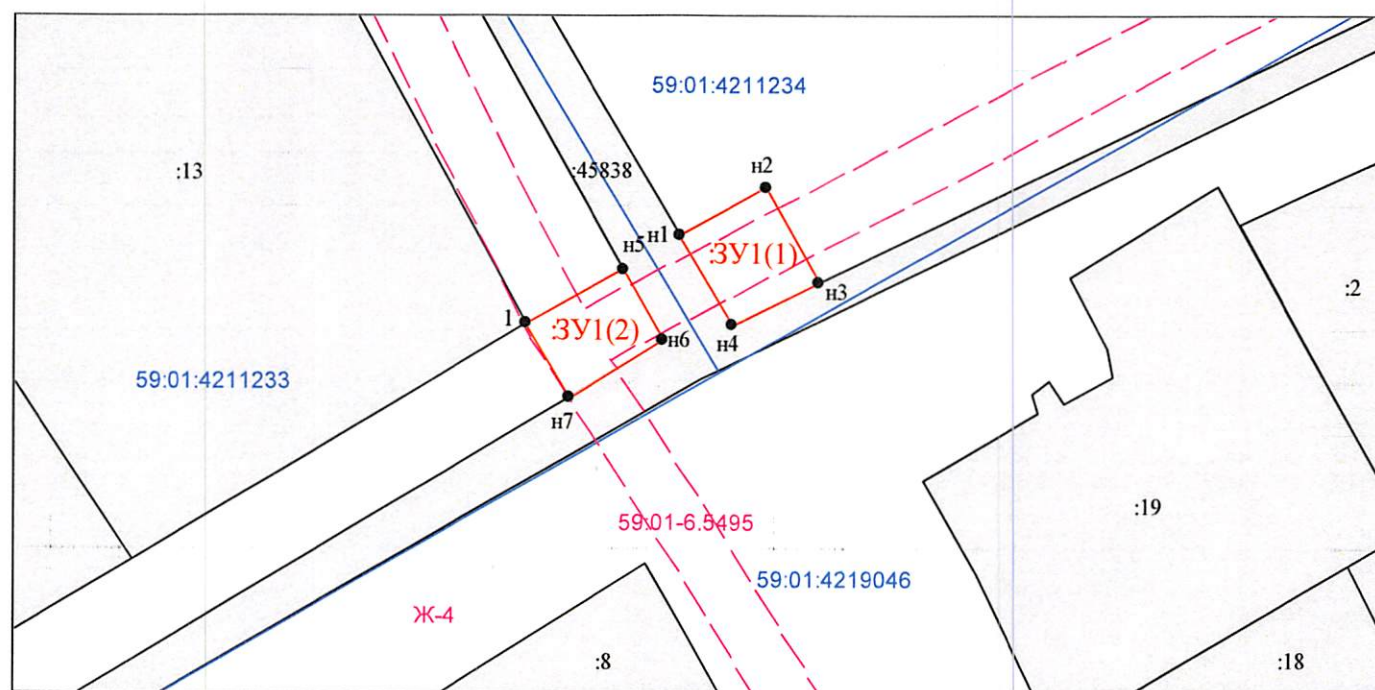 59:01:4211234
:13
:45838
н2
н1
:ЗУ1(1)
н5
н3
:2
1
:ЗУ1(2)
н4
н6
59:01:4211233
н7
:19
59:01-6.5495
59:01:4219046
Ж-4
:8
:18